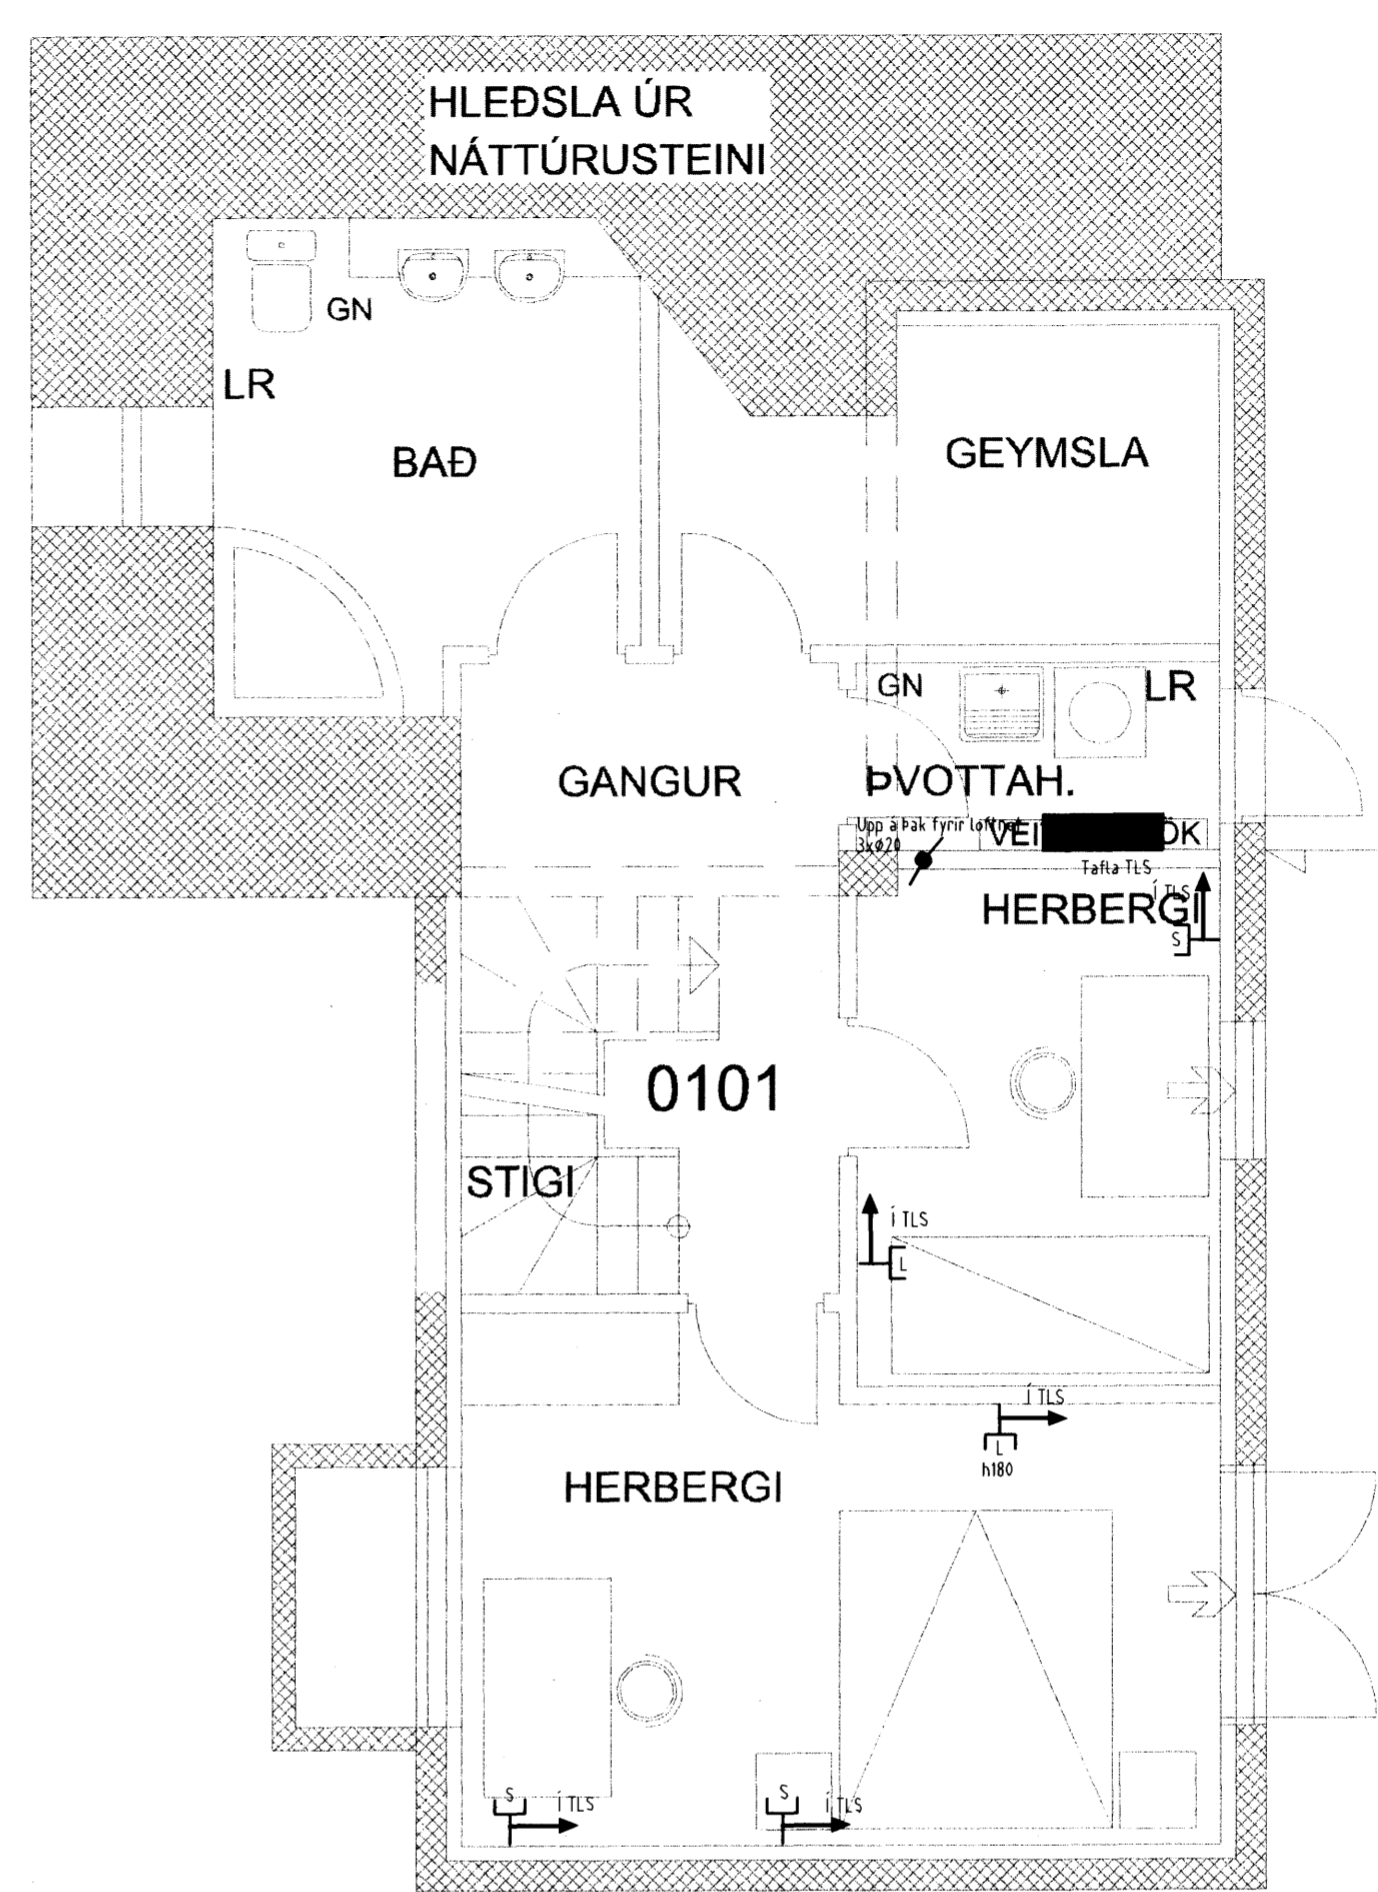 HLEÐSLA ÚR
NÁTTÚRUSTEINI
GN
LR
BAÐ
GEYMSLA
GN
LR
GANGUR
ÞVOTTAH.
Upp á þak fyrir loftnet
3xø20
Tafla TLS
Í TLS
HERBERGI
S
0101
STIGI
Í TLS
L
Í TLS
L
h180
HERBERGI
S
Í TLS
S
Í TLS